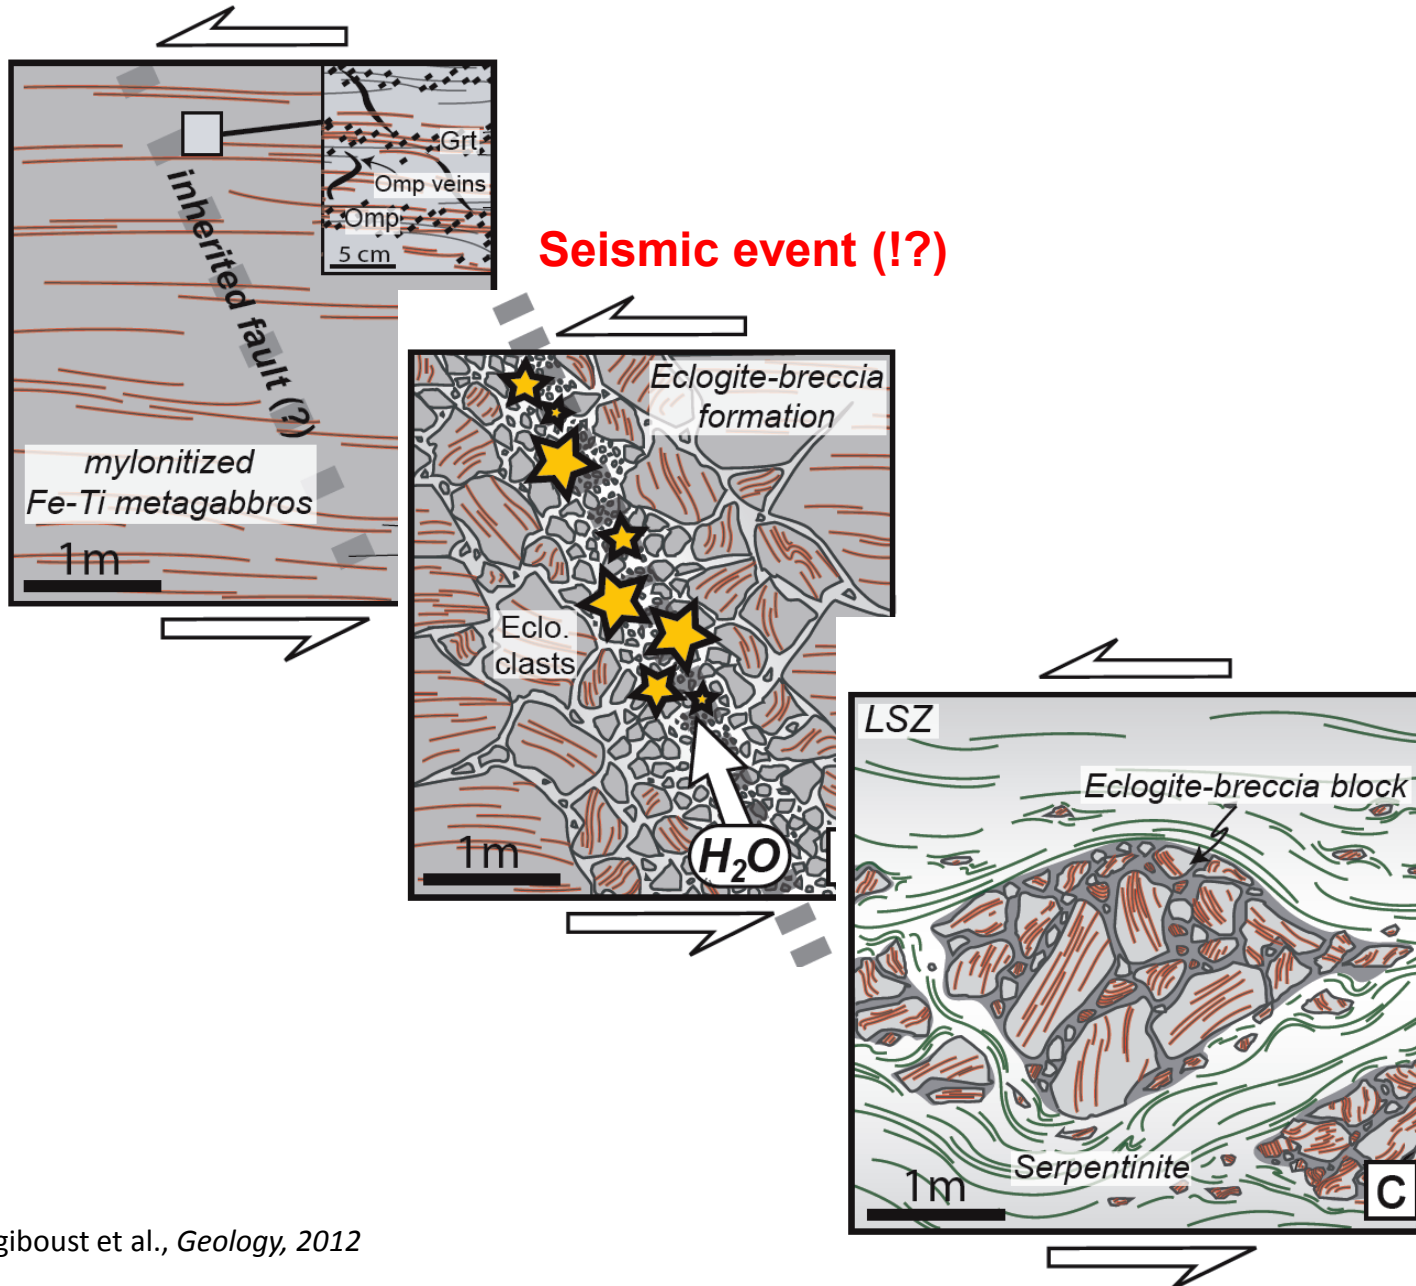 Grt
Omp veins
Omp
5 cm
inherited fault (?)
mylonitized
Fe-Ti metagabbros
1m
Seismic event (!?)
Eclogite-breccia
formation
Eclo.
clasts
1m
H₂O
LSZ
Eclogite-breccia block
Serpentinite
1m
C
giboust et al., Geology, 2012